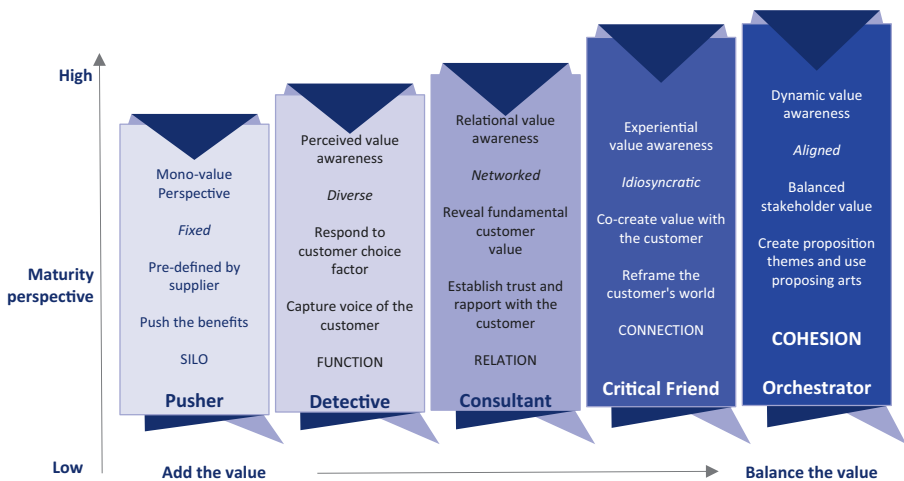 High
Maturity
perspective
Low
Mono-value
Perspective
Fixed
Pre-defined by
supplier
Push the benefits
SILO
Pusher
Perceived value
awareness
Diverse
Respond to
customer choice
factor
Capture voice of the
customer
FUNCTION
Detective
Relational value
awareness
Networked
Reveal fundamental
customer
value
Establish trust and
rapport with the
customer
RELATION
Consultant
Experiential
value awareness
Idiosyncratic
Co-create value with
the customer
Reframe the
customer's world
CONNECTION
Critical Friend
Dynamic value
awareness
Aligned
Balanced
stakeholder value
Create proposition
themes and use
proposing arts
COHESION
Orchestrator
Add the value
Balance the value